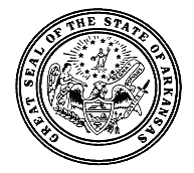 GREAT SEAL OF THE STATE OF ARKANSAS